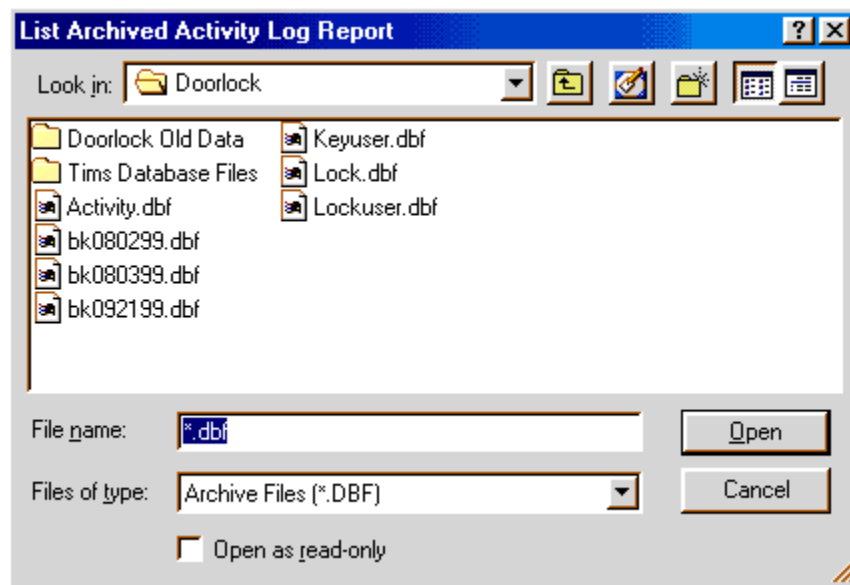 List Archived Activity Log Report
Look in: Doorlock
Doorlock Old Data
Tims Database Files
Activity.dbf
bk080299.dbf
bk080399.dbf
bk092199.dbf
Keyuser.dbf
Lock.dbf
Lockuser.dbf
File name: *.dbf
Open
Files of type: Archive Files (*.DBF)
Cancel
Open as read-only